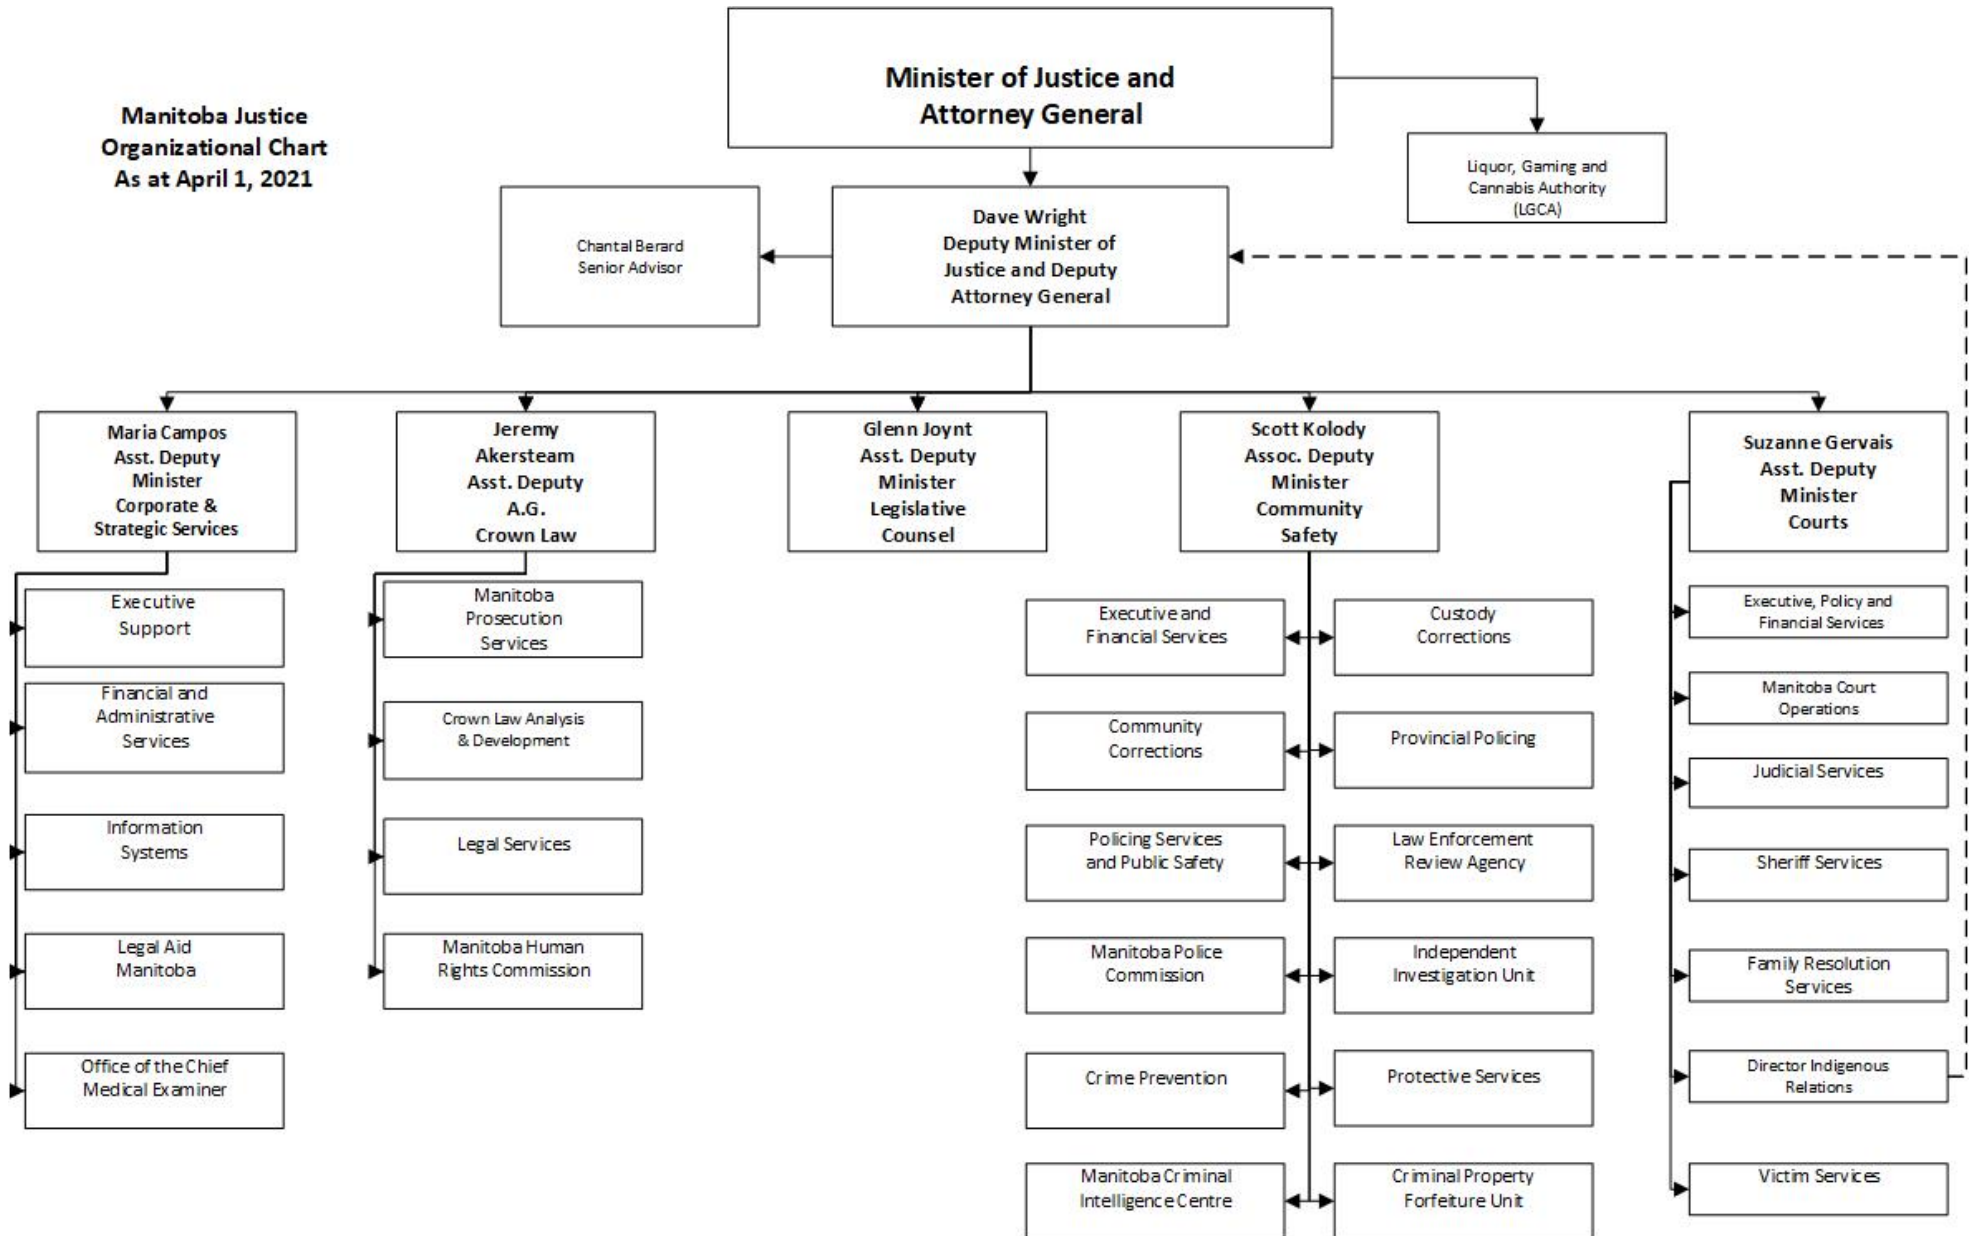 Manitoba Justice
Organizational Chart
As at April 1, 2021
Minister of Justice and
Attorney General
Liquor, Gaming and
Cannabis Authority
(LGCA)
Chantal Berard
Senior Advisor
Dave Wright
Deputy Minister of
Justice and Deputy
Attorney General
Maria Campos
Asst. Deputy
Minister
Corporate &
Strategic Services
Jeremy
Akersteam
Asst. Deputy
A.G.
Crown Law
Glenn Joynt
Asst. Deputy
Minister
Legislative
Counsel
Scott Kolody
Assoc. Deputy
Minister
Community
Safety
Suzanne Gervais
Asst. Deputy
Minister
Courts
Executive
Support
Financial and
Administrative
Services
Information
Systems
Legal Aid
Manitoba
Office of the Chief
Medical Examiner
Manitoba
Prosecution
Services
Crown Law Analysis
& Development
Legal Services
Manitoba Human
Rights Commission
Executive and
Financial Services
Custody
Corrections
Community
Corrections
Provincial Policing
Policing Services
and Public Safety
Law Enforcement
Review Agency
Manitoba Police
Commission
Independent
Investigation Unit
Crime Prevention
Protective Services
Manitoba Criminal
Intelligence Centre
Criminal Property
Forfeiture Unit
Executive, Policy and
Financial Services
Manitoba Court
Operations
Judicial Services
Sheriff Services
Family Resolution
Services
Director Indigenous
Relations
Victim Services